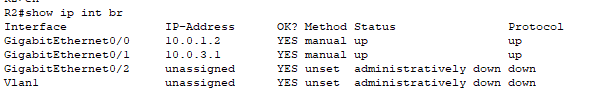 R2#show ip int br
Interface IP-Address OK? Method Status Protocol
GigabitEthernet0/0 10.0.1.2 YES manual up up
GigabitEthernet0/1 10.0.3.1 YES manual up up
GigabitEthernet0/2 unassigned YES unset administratively down down
Vlan1 unassigned YES unset administratively down down